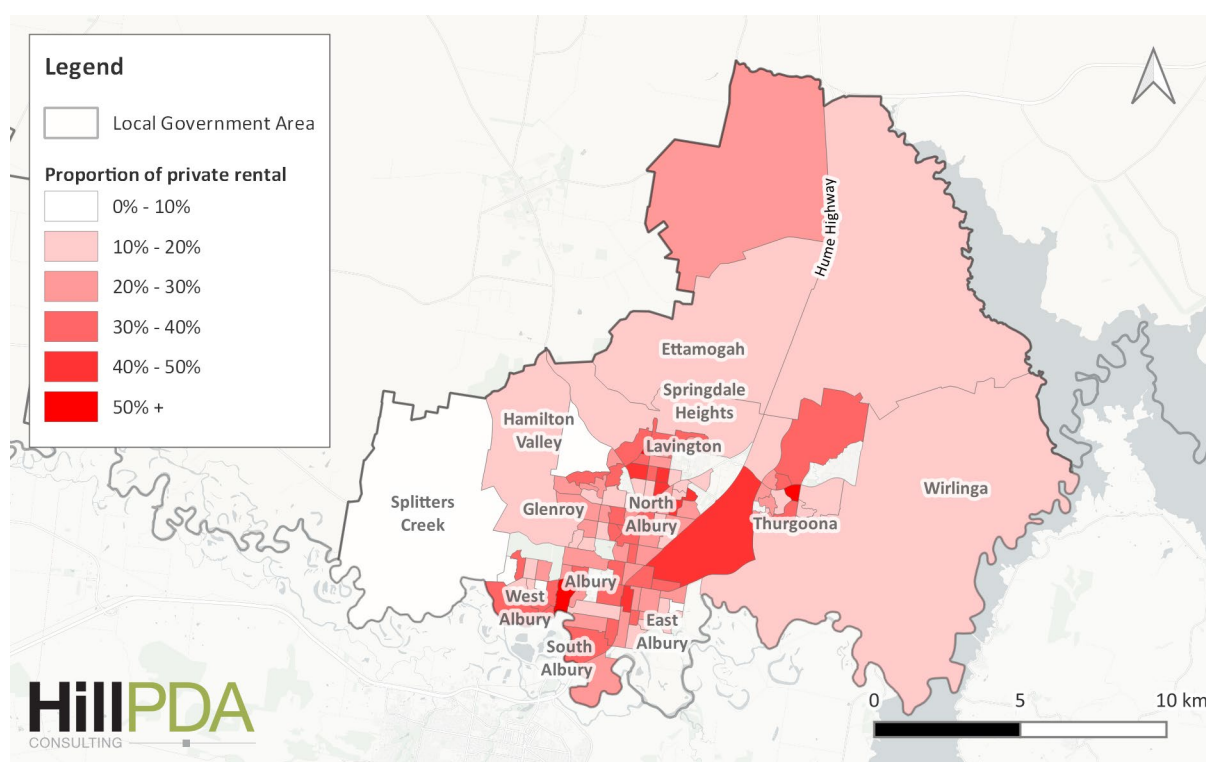 Legend
Local Government Area
Proportion of private rental
0% - 10%
10% - 20%
20% - 30%
30% - 40%
40% - 50%
50% +
Hume Highway
Ettamogah
Springdale
Heights
Hamilton
Valley
Lavington
Splitters
Creek
Glenroy
North
Albury
Wirlinga
Thurgoona
Albury
West
Albury
East
Albury
South
Albury
HillPDA
CONSULTING
0 5 10 km